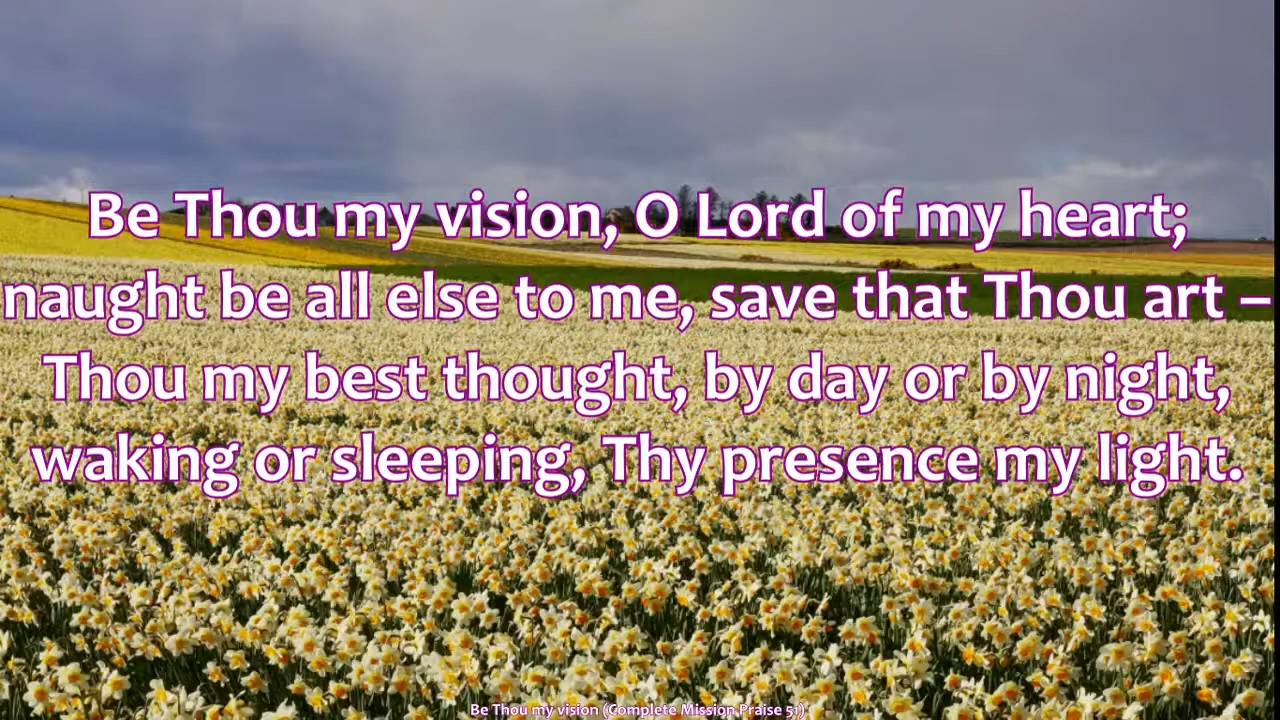 Be Thou my vision, O Lord of my heart;
naught be all else to me, save that Thou art –
Thou my best thought, by day or by night,
waking or sleeping, Thy presence my light.
Be Thou my vision (Complete Mission Praise 51)